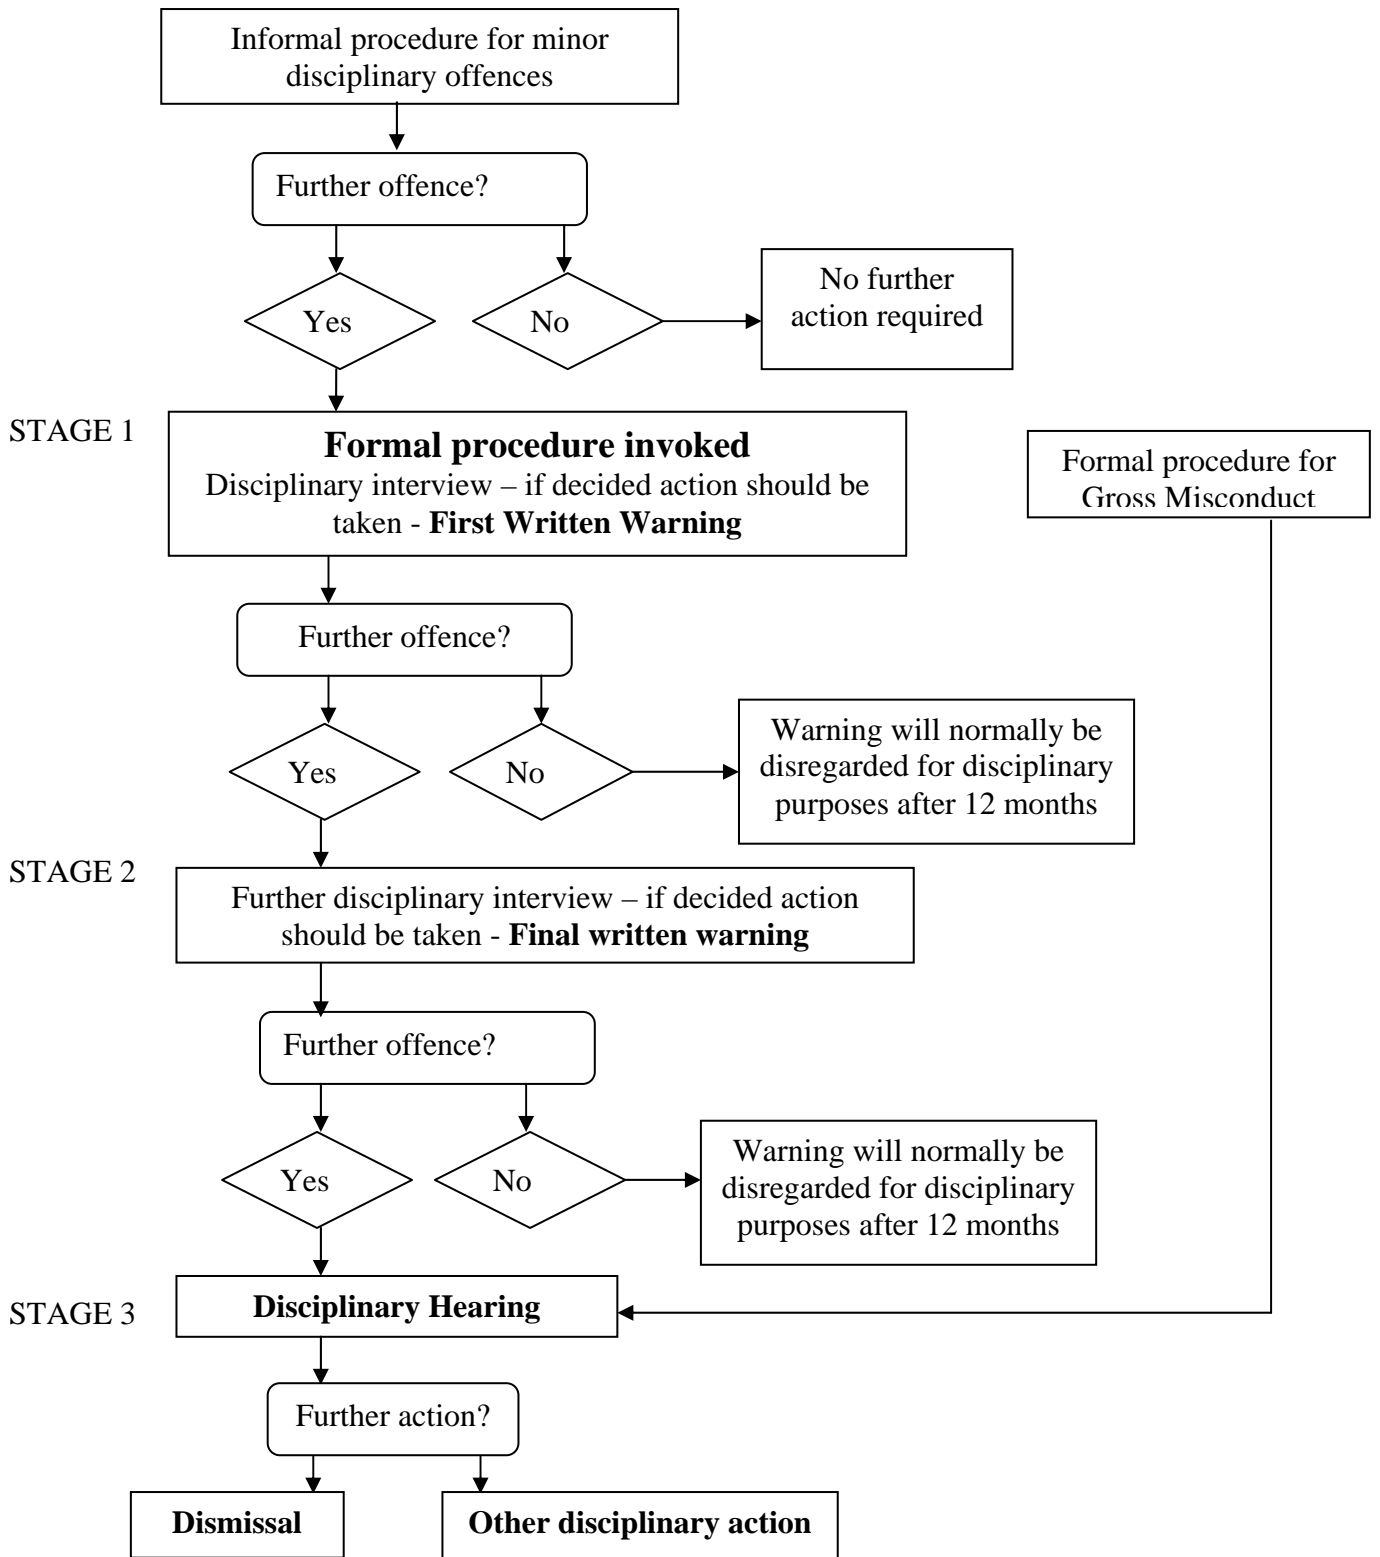 Informal procedure for minor
disciplinary offences
Further offence?
Yes
No
No further
action required
STAGE 1
Formal procedure invoked
Disciplinary interview – if decided action should be
taken - First Written Warning
Formal procedure for
Gross Misconduct
Further offence?
Yes
No
Warning will normally be
disregarded for disciplinary
purposes after 12 months
STAGE 2
Further disciplinary interview – if decided action
should be taken - Final written warning
Further offence?
Yes
No
Warning will normally be
disregarded for disciplinary
purposes after 12 months
STAGE 3
Disciplinary Hearing
Further action?
Dismissal
Other disciplinary action